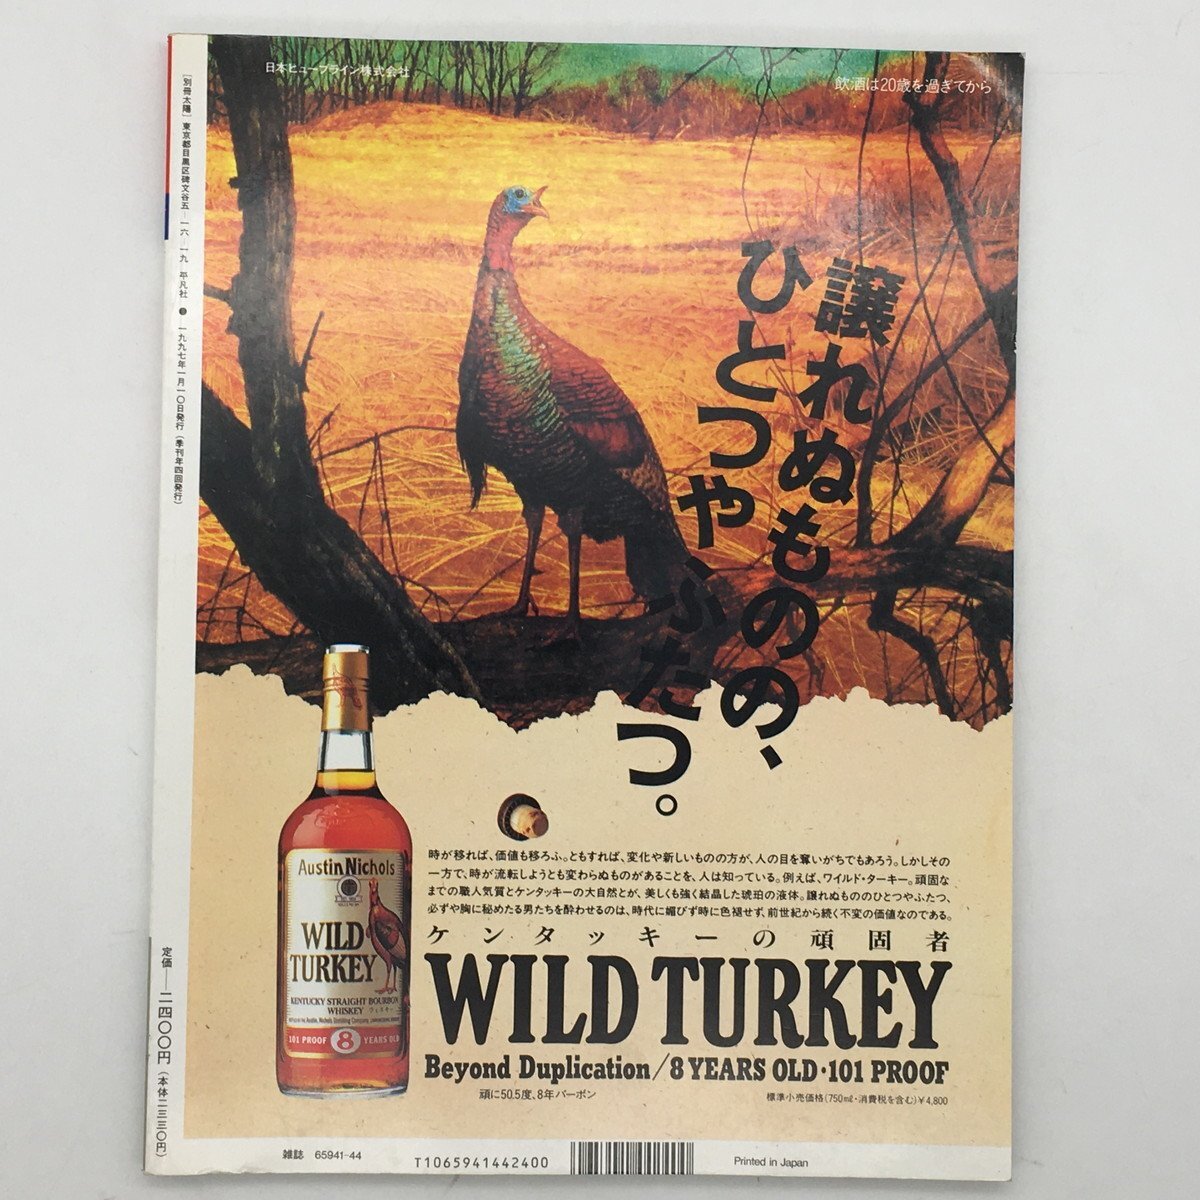 日本ヒューブライン株式会社
飲酒は20歳を過ぎてから
譲れぬものの、
ひとつやふたつ。
時が移れば、価値も移ろふ。ともすれば、変化や新しいものの方が、人の目を奪いがちでもあろう。しかしその
一方で、時が流転しようとも変わらぬものがあることを、人は知っている。例えば、ワイルド・ターキー。頑固な
までの職人気質とケンタッキーの大自然とが、美しくも強く結晶した琥珀の液体。譲れぬもののひとつやふたつ、
必ずや胸に秘めたる男たちを酔わせるのは、時代に媚びず時に色褪せず、前世紀から続く不変の価値なのである。
ケンタッキーの頑固者
WILD TURKEY
Beyond Duplication/8 YEARS OLD・101 PROOF
頑に50.5度、8年バーボン
標準小売価格(750ml・消費税を含む)¥4,800
Austin Nichols
WILD
TURKEY
KENTUCKY STRAIGHT BOURBON
WHISKEY ウィスキー
101 PROOF 8 YEARS OLD
[別冊太陽] 東京都目黒区碑文谷五-一六-一九 平凡社
一九九七年一月一〇日発行(季刊年四回発行)
定価——二四〇〇円(本体二三三〇円)
雑誌 65941-44
T1065941442400
Printed in Japan